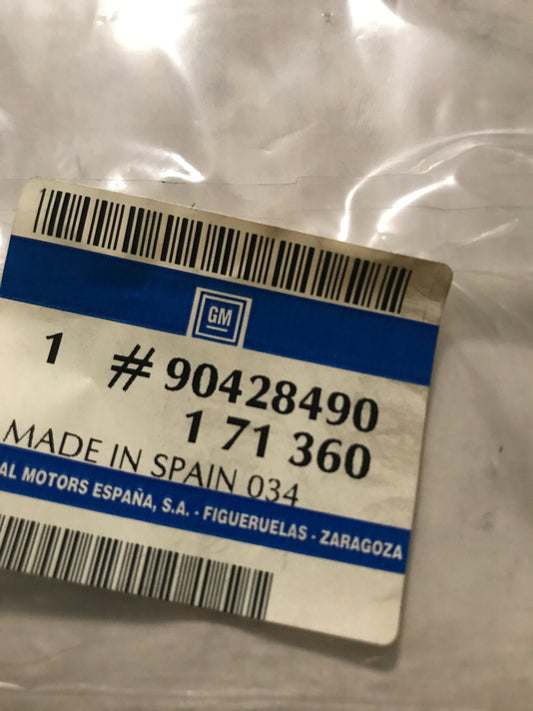 GM
1 # 90428490
1 71 360
MADE IN SPAIN 034
AL MOTORS ESPAÑA, S.A. - FIGUERUELAS - ZARAGOZA